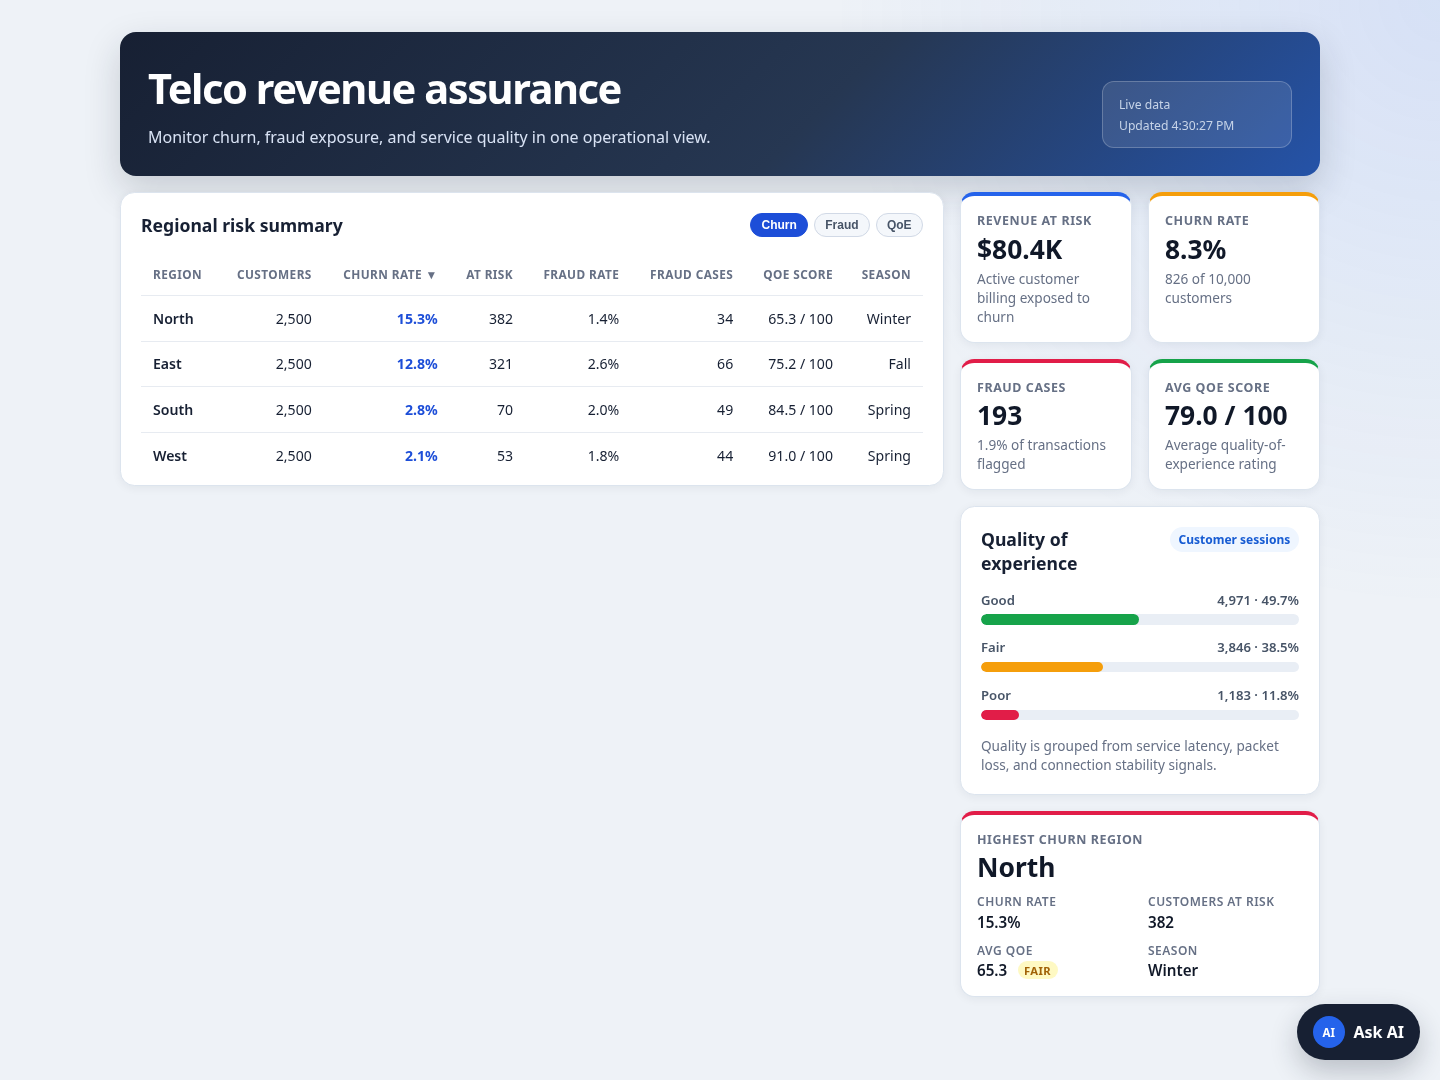 Telco revenue assurance
Monitor churn, fraud exposure, and service quality in one operational view.
Live data
Updated 4:30:27 PM
Regional risk summary
Churn Fraud QoE
REGION CUSTOMERS CHURN RATE ▼ AT RISK FRAUD RATE FRAUD CASES QOE SCORE SEASON
North 2,500 15.3% 382 1.4% 34 65.3 / 100 Winter
East 2,500 12.8% 321 2.6% 66 75.2 / 100 Fall
South 2,500 2.8% 70 2.0% 49 84.5 / 100 Spring
West 2,500 2.1% 53 1.8% 44 91.0 / 100 Spring
REVENUE AT RISK
$80.4K
Active customer
billing exposed to
churn
CHURN RATE
8.3%
826 of 10,000
customers
FRAUD CASES
193
1.9% of transactions
flagged
AVG QOE SCORE
79.0 / 100
Average quality-of-
experience rating
Quality of
experience
Customer sessions
Good 4,971 · 49.7%
Fair 3,846 · 38.5%
Poor 1,183 · 11.8%
Quality is grouped from service latency, packet
loss, and connection stability signals.
HIGHEST CHURN REGION
North
CHURN RATE CUSTOMERS AT RISK
15.3% 382
AVG QOE SEASON
65.3 FAIR Winter
AI Ask AI